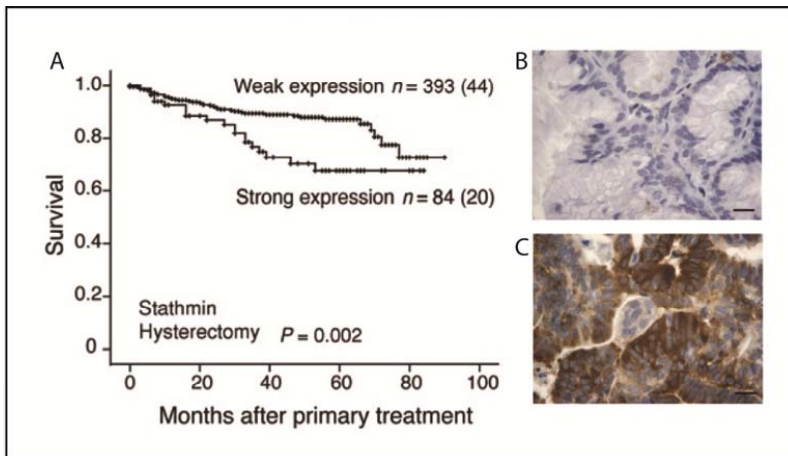 A
Weak expression n = 393 (44)
Strong expression n = 84 (20)
Stathmin
Hysterectomy P = 0.002
Survival
1.0
0.8
0.6
0.4
0.2
0
0 20 40 60 80 100
Months after primary treatment
B
C